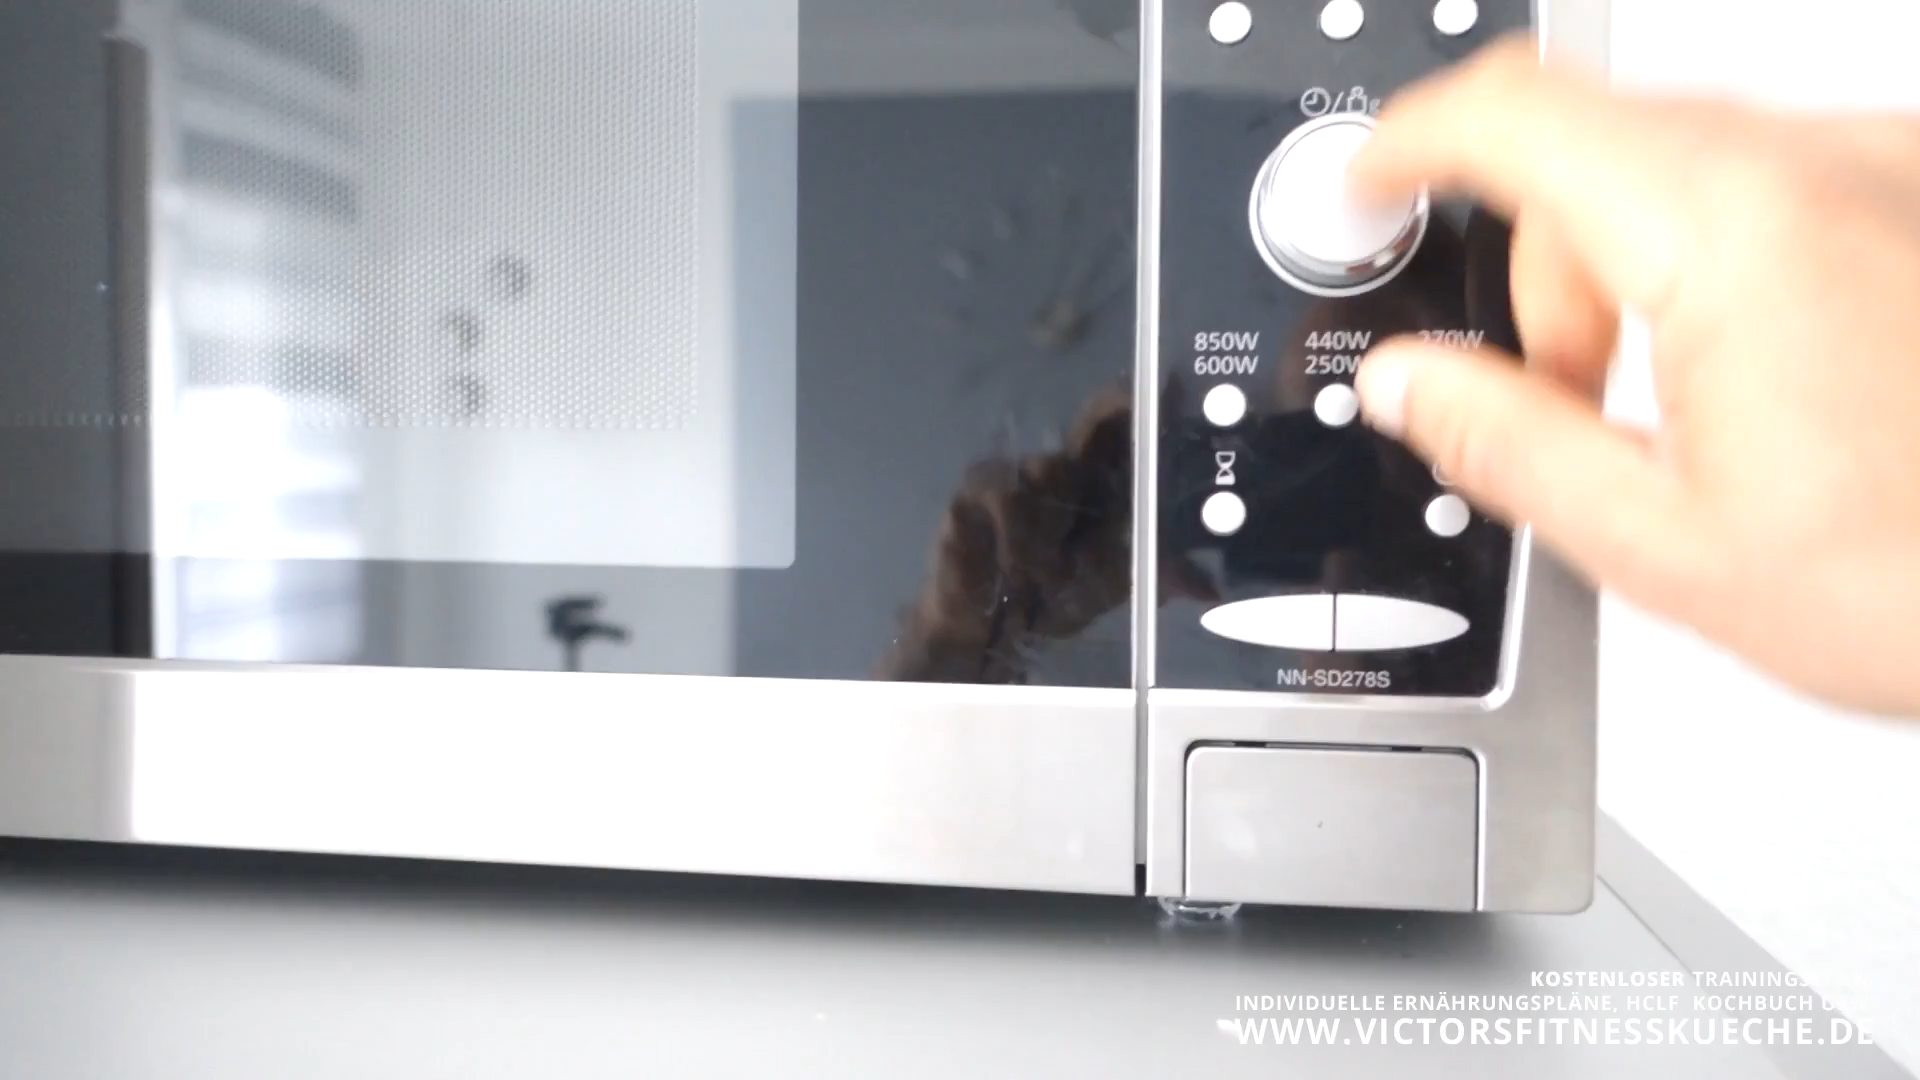 850W 440W
600W 250W
NN-SD278S
KOSTENLOSER
INDIVIDUELLE ERNÄHRUNGSPLÄNE, HCLF KOCHBUCH
WWW.VICTORSFITNESSKUECHE.DE